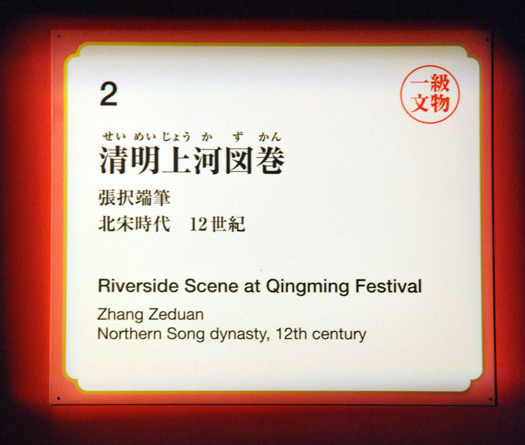 2
一級
文物
せい めい じょう か ず かん
清明上河図巻
張択端筆
北宋時代　12世紀
Riverside Scene at Qingming Festival
Zhang Zeduan
Northern Song dynasty, 12th century